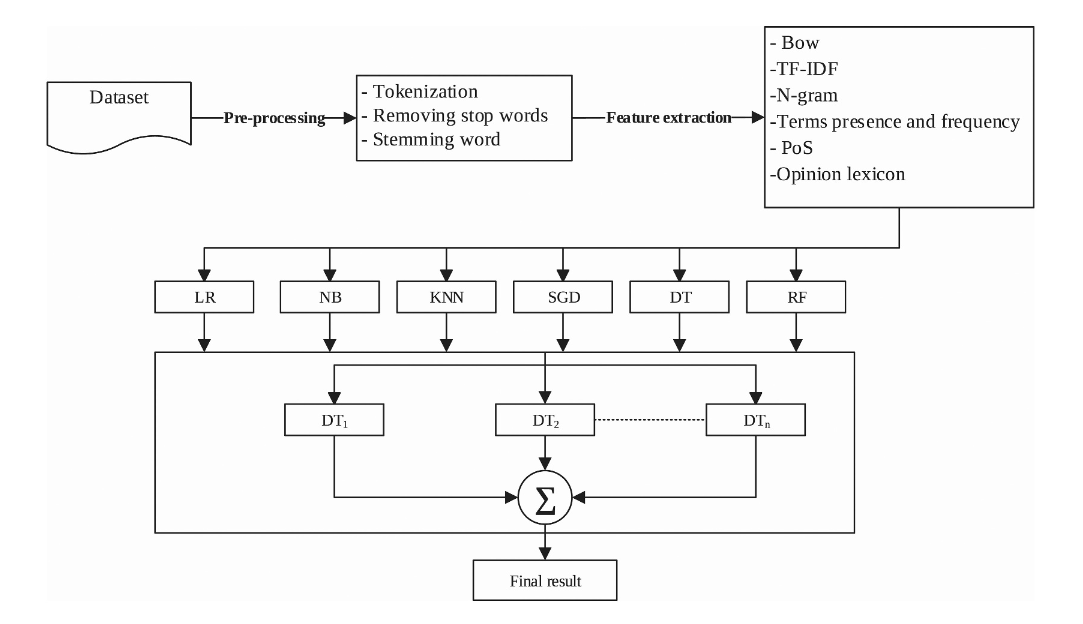 Dataset
Pre-processing
- Tokenization
- Removing stop words
- Stemming word
Feature extraction
- Bow
-TF-IDF
-N-gram
-Terms presence and frequency
- PoS
-Opinion lexicon
LR
NB
KNN
SGD
DT
RF
DT₁
DT₂
DTₙ
Σ
Final result